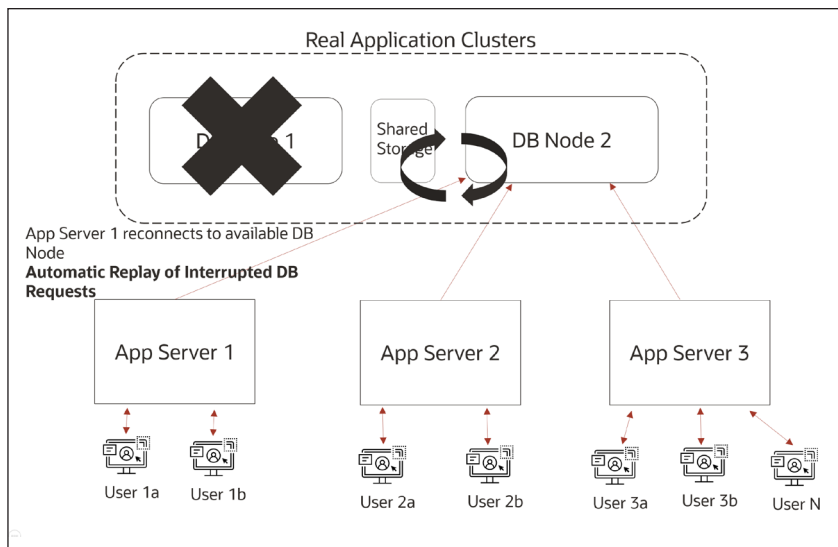 Real Application Clusters
1
Shared
Storage
DB Node 2
App Server 1 reconnects to available DB
Node
Automatic Replay of Interrupted DB
Requests
App Server 1
App Server 2
App Server 3
User 1a
User 1b
User 2a
User 2b
User 3a
User 3b
User N